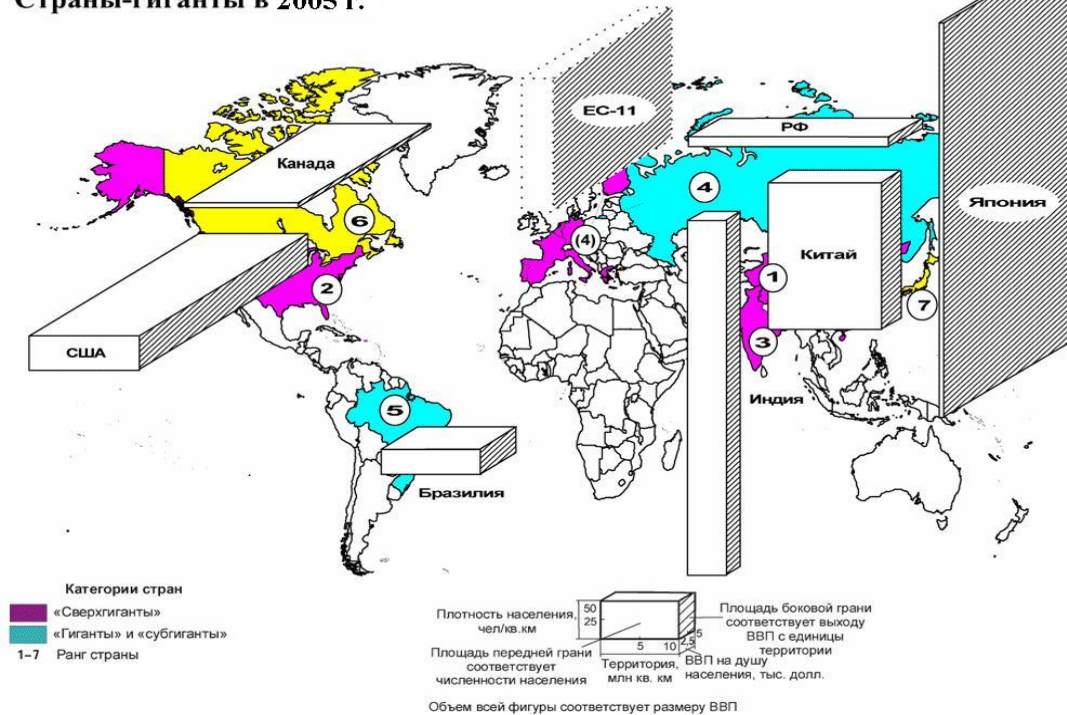 Страны-гиганты в 2005 г.
ЕС-11
РФ
Канада
4
Япония
6
(4)
Китай
1
2
7
США
3
Индия
5
Бразилия
Категории стран
«Сверхгиганты»
«Гиганты» и «субгиганты»
1–7 Ранг страны
Плотность населения,
чел/кв.км
50
25
Площадь передней грани
соответствует
численности населения
5 10
2,5
5
Территория,
млн кв. км
ВВП на душу
населения, тыс. долл.
Площадь боковой грани
соответствует выходу
ВВП с единицы
территории
Объем всей фигуры соответствует размеру ВВП